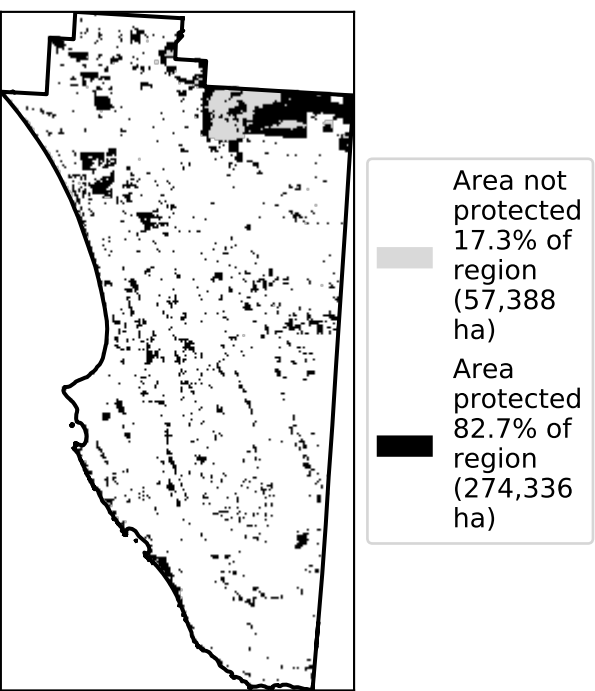 Area not
protected
17.3% of
region
(57,388
ha)
Area
protected
82.7% of
region
(274,336
ha)